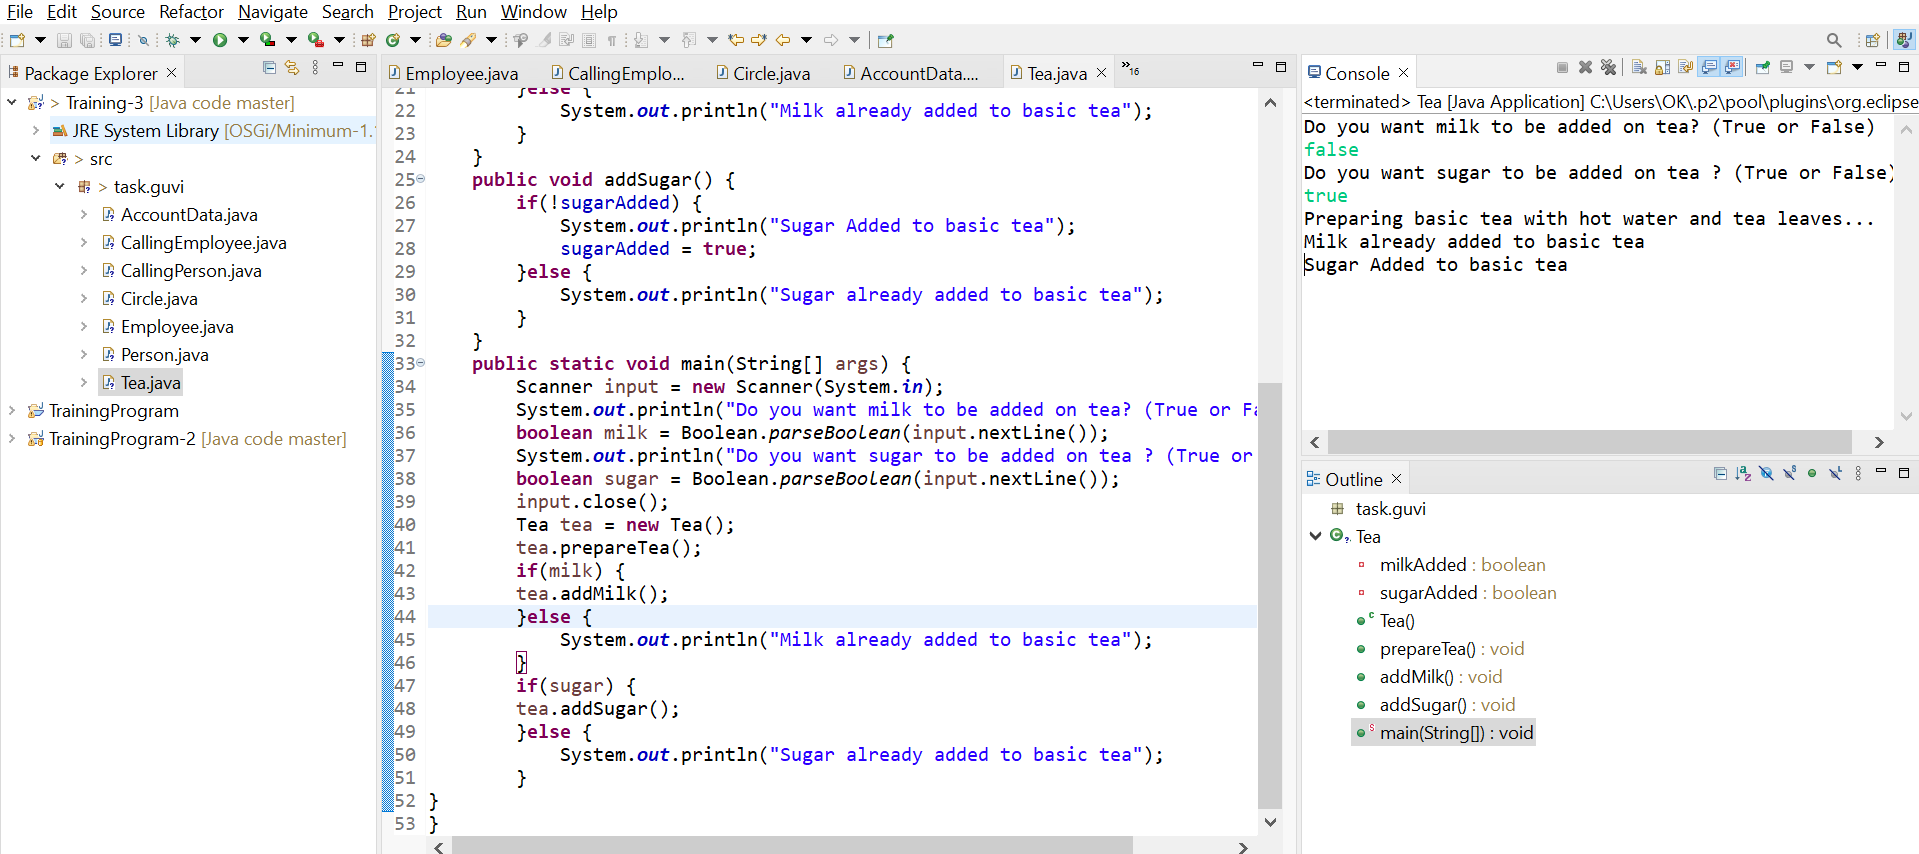 File Edit Source Refactor Navigate Search Project Run Window Help
Package Explorer
Training-3 [Java code master]
JRE System Library [OSGi/Minimum-1.
src
task.guvi
AccountData.java
CallingEmployee.java
CallingPerson.java
Circle.java
Employee.java
Person.java
Tea.java
TrainingProgram
TrainingProgram-2 [Java code master]
Employee.java CallingEmplo... Circle.java AccountData.... Tea.java »16
21 }else {
22 System.out.println("Milk already added to basic tea");
23 }
24 }
25 public void addSugar() {
26 if(!sugarAdded) {
27 System.out.println("Sugar Added to basic tea");
28 sugarAdded = true;
29 }else {
30 System.out.println("Sugar already added to basic tea");
31 }
32 }
33 public static void main(String[] args) {
34 Scanner input = new Scanner(System.in);
35 System.out.println("Do you want milk to be added on tea? (True or Fa
36 boolean milk = Boolean.parseBoolean(input.nextLine());
37 System.out.println("Do you want sugar to be added on tea ? (True or
38 boolean sugar = Boolean.parseBoolean(input.nextLine());
39 input.close();
40 Tea tea = new Tea();
41 tea.prepareTea();
42 if(milk) {
43 tea.addMilk();
44 }else {
45 System.out.println("Milk already added to basic tea");
46 }
47 if(sugar) {
48 tea.addSugar();
49 }else {
50 System.out.println("Sugar already added to basic tea");
51 }
52 }
53 }
Console
<terminated> Tea [Java Application] C:\Users\OK\.p2\pool\plugins\org.eclipse
Do you want milk to be added on tea? (True or False)
false
Do you want sugar to be added on tea ? (True or False)
true
Preparing basic tea with hot water and tea leaves...
Milk already added to basic tea
Sugar Added to basic tea
Outline
task.guvi
Tea
milkAdded : boolean
sugarAdded : boolean
Tea()
prepareTea() : void
addMilk() : void
addSugar() : void
main(String[]) : void